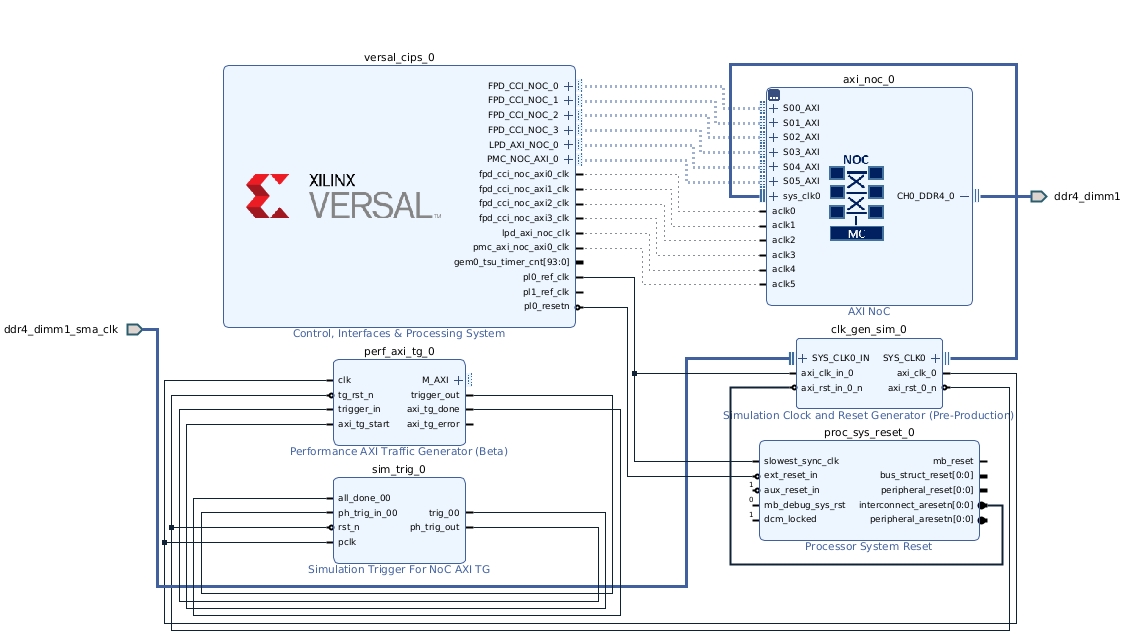 versal_cips_0
FPD_CCI_NOC_0
FPD_CCI_NOC_1
FPD_CCI_NOC_2
FPD_CCI_NOC_3
LPD_AXI_NOC_0
PMC_NOC_AXI_0
fpd_cci_noc_axi0_clk
fpd_cci_noc_axi1_clk
fpd_cci_noc_axi2_clk
fpd_cci_noc_axi3_clk
lpd_axi_noc_clk
pmc_axi_noc_axi0_clk
gem0_tsu_timer_cnt[93:0]
pl0_ref_clk
pl1_ref_clk
pl0_resetn
XILINX
VERSAL™
Control, Interfaces & Processing System
axi_noc_0
S00_AXI
S01_AXI
S02_AXI
S03_AXI
S04_AXI
S05_AXI
sys_clk0
aclk0
aclk1
aclk2
aclk3
aclk4
aclk5
NOC
MC
CH0_DDR4_0
AXI NoC
ddr4_dimm1
ddr4_dimm1_sma_clk
clk_gen_sim_0
SYS_CLK0_IN SYS_CLK0
axi_clk_in_0 axi_clk_0
axi_rst_in_0_n axi_rst_0_n
Simulation Clock and Reset Generator (Pre-Production)
perf_axi_tg_0
clk M_AXI
tg_rst_n trigger_out
trigger_in axi_tg_done
axi_tg_start axi_tg_error
Performance AXI Traffic Generator (Beta)
proc_sys_reset_0
slowest_sync_clk mb_reset
ext_reset_in bus_struct_reset[0:0]
1 aux_reset_in peripheral_reset[0:0]
0 mb_debug_sys_rst interconnect_aresetn[0:0]
1 dcm_locked peripheral_aresetn[0:0]
Processor System Reset
sim_trig_0
all_done_00
ph_trig_in_00 trig_00
rst_n ph_trig_out
pclk
Simulation Trigger For NoC AXI TG